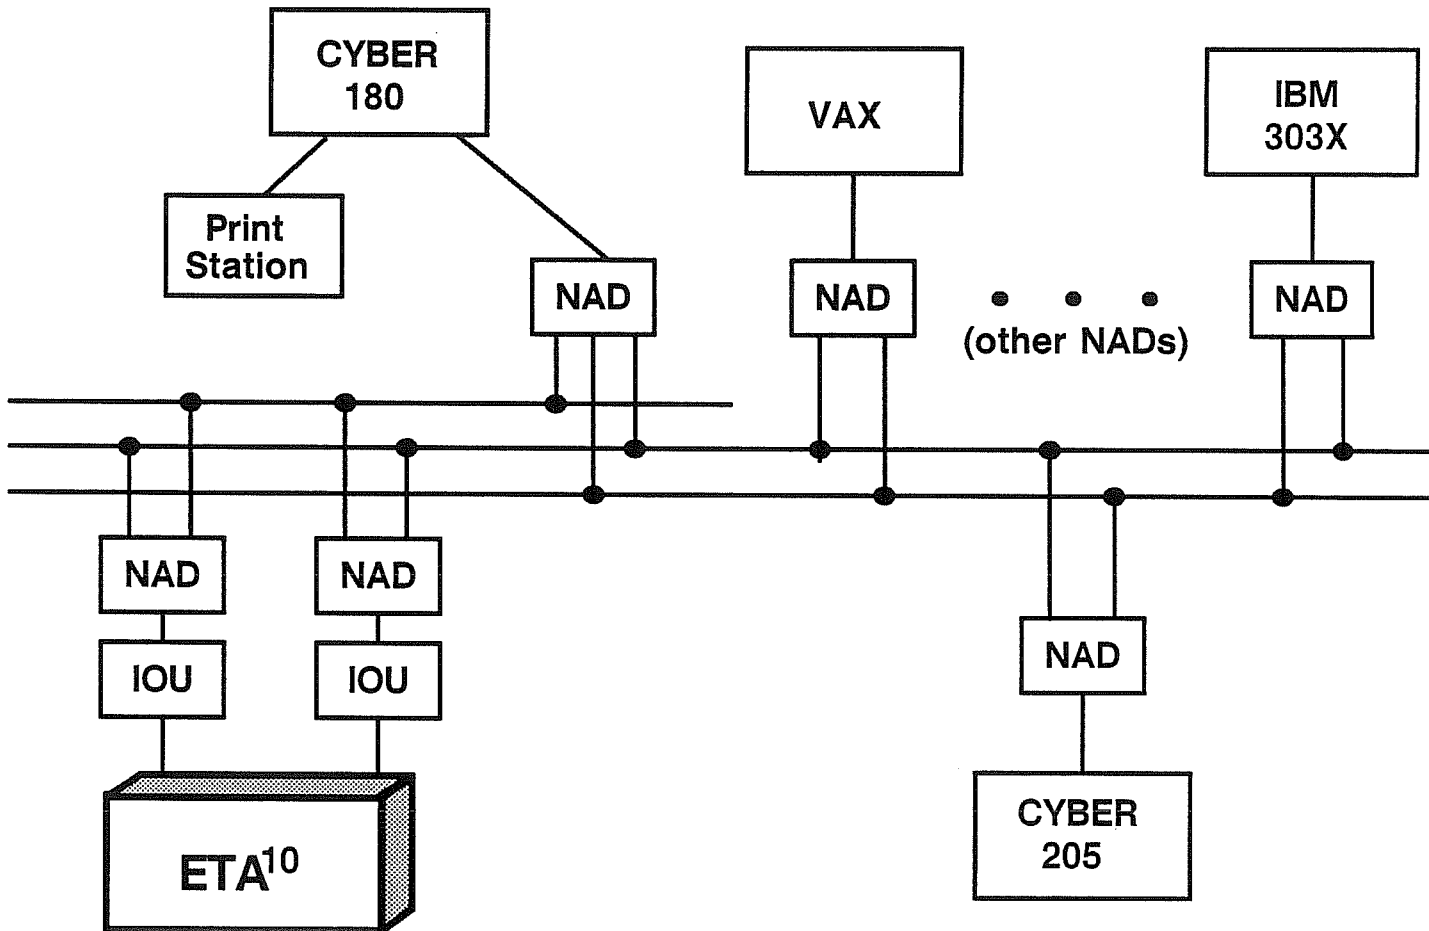 CYBER
180
VAX
IBM
303X
Print
Station
NAD
NAD
(other NADs)
NAD
NAD
NAD
IOU
IOU
NAD
CYBER
205
ETA10